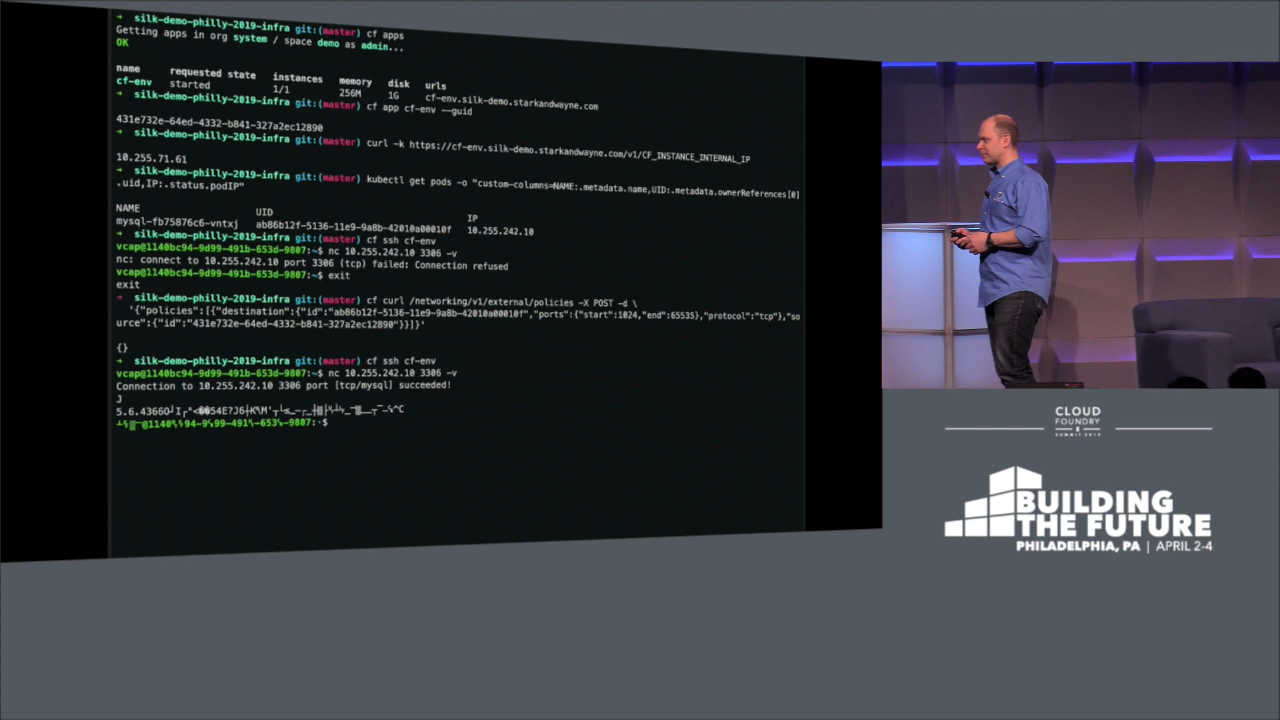 ➜ silk-demo-philly-2019-infra git:(master) cf apps
Getting apps in org system / space demo as admin...
OK
name requested state instances memory disk urls
cf-env started 1/1 256M 1G cf-env.silk-demo.starkandwayne.com
➜ silk-demo-philly-2019-infra git:(master) cf app cf-env --guid
431e732e-64ed-4332-b841-327a2ec12890
➜ silk-demo-philly-2019-infra git:(master) curl -k https://cf-env.silk-demo.starkandwayne.com/v1/CF_INSTANCE_INTERNAL_IP
10.255.71.61
➜ silk-demo-philly-2019-infra git:(master) kubectl get pods -o "custom-columns=NAME:.metadata.name,UID:.metadata.ownerReferences[0]
.uid,IP:.status.podIP"
NAME UID IP
mysql-fb75876c6-vntxj ab86b12f-5136-11e9-9a8b-42010a00010f 10.255.242.10
➜ silk-demo-philly-2019-infra git:(master) cf ssh cf-env
vcap@1140bc94-9d99-491b-653d-9807:~$ nc 10.255.242.10 3306 -v
nc: connect to 10.255.242.10 port 3306 (tcp) failed: Connection refused
vcap@1140bc94-9d99-491b-653d-9807:~$ exit
exit
➜ silk-demo-philly-2019-infra git:(master) cf curl /networking/v1/external/policies -X POST -d \
'{"policies":[{"destination":{"id":"ab86b12f-5136-11e9-9a8b-42010a00010f","ports":{"start":1024,"end":65535},"protocol":"tcp"},"so
urce":{"id":"431e732e-64ed-4332-b841-327a2ec12890"}}]}'
{}
➜ silk-demo-philly-2019-infra git:(master) cf ssh cf-env
vcap@1140bc94-9d99-491b-653d-9807:~$ nc 10.255.242.10 3306 -v
Connection to 10.255.242.10 3306 port [tcp/mysql] succeeded!
J
CLOUD
FOUNDRY
SUMMIT 2019
BUILDING
THE FUTURE
PHILADELPHIA, PA | APRIL 2-4